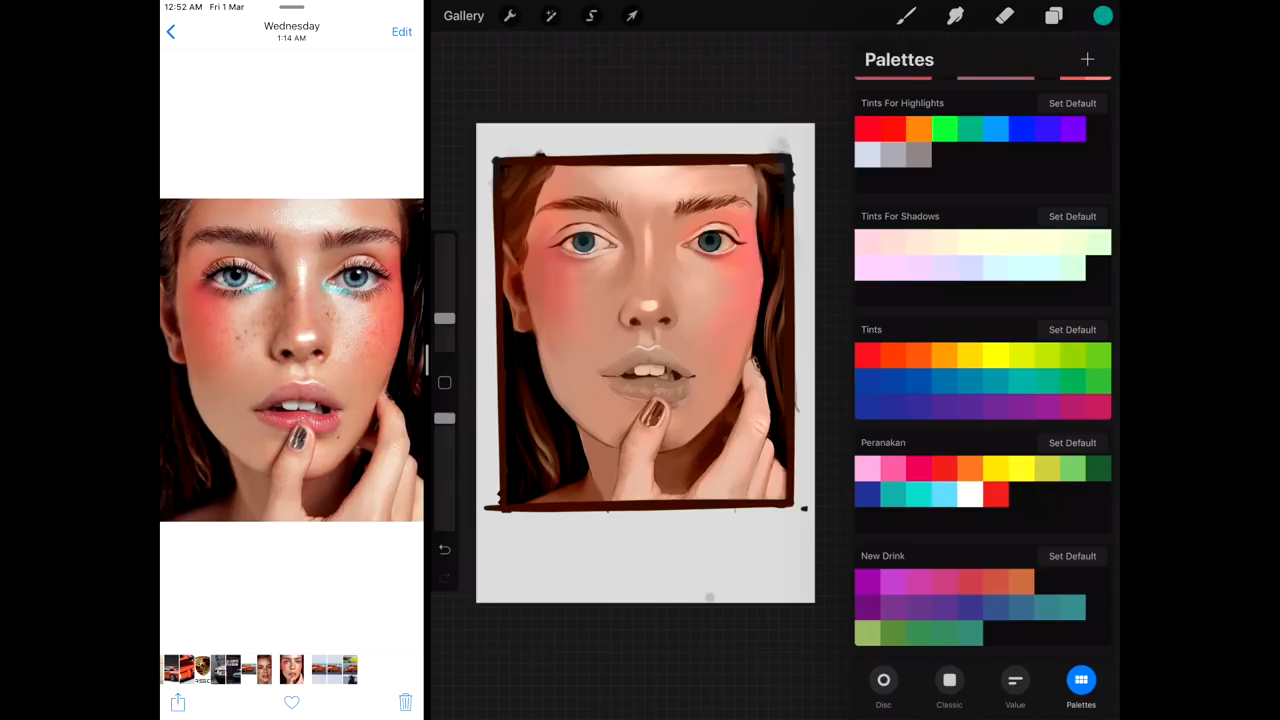 12:52 AM Fri 1 Mar
Wednesday
1:14 AM
Edit
Gallery
Palettes
Tints For Highlights
Set Default
Tints For Shadows
Set Default
Tints
Set Default
Peranakan
Set Default
New Drink
Set Default
Disc
Classic
Value
Palettes